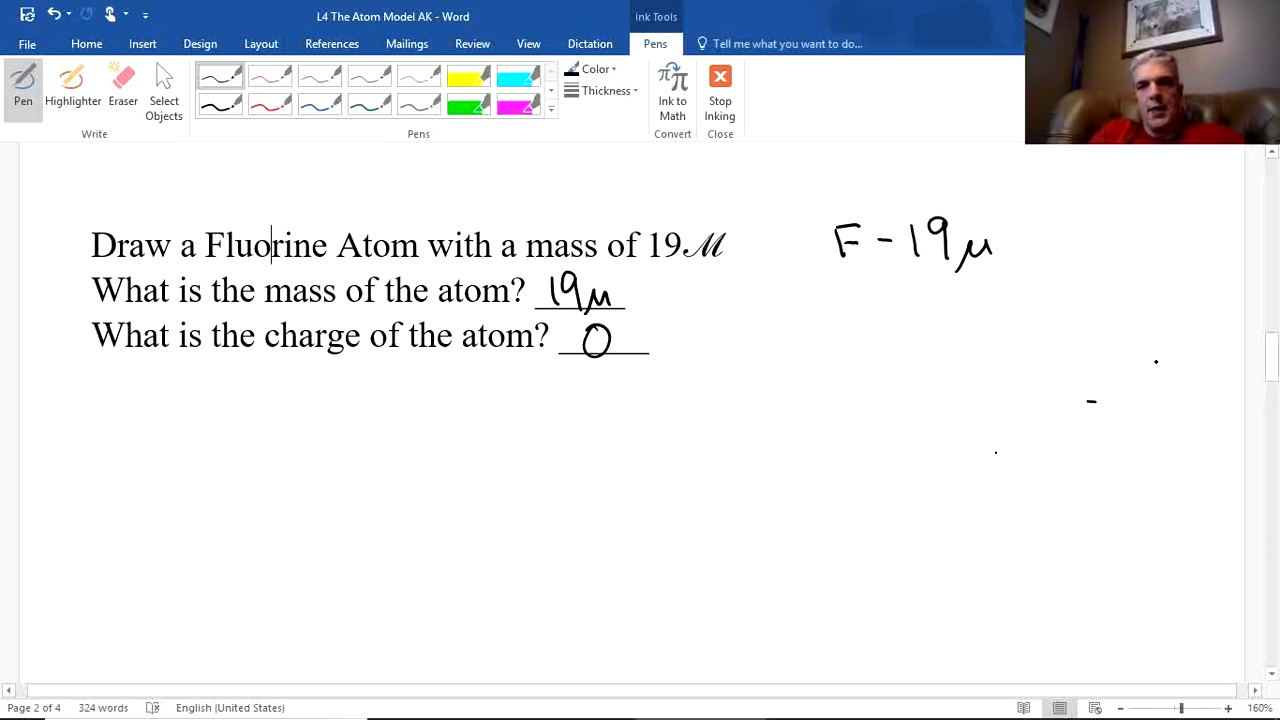 L4 The Atom Model AK - Word
Ink Tools
File Home Insert Design Layout References Mailings Review View Dictation Pens Tell me what you want to do...
Pen Highlighter Eraser Select Objects
Color
Thickness
Ink to Math
Stop Inking
Write Pens Convert Close
Draw a Fluorine Atom with a mass of 19ℳ F - 19μ
What is the mass of the atom? 19μ
What is the charge of the atom? 0
Page 2 of 4 324 words English (United States) 160%